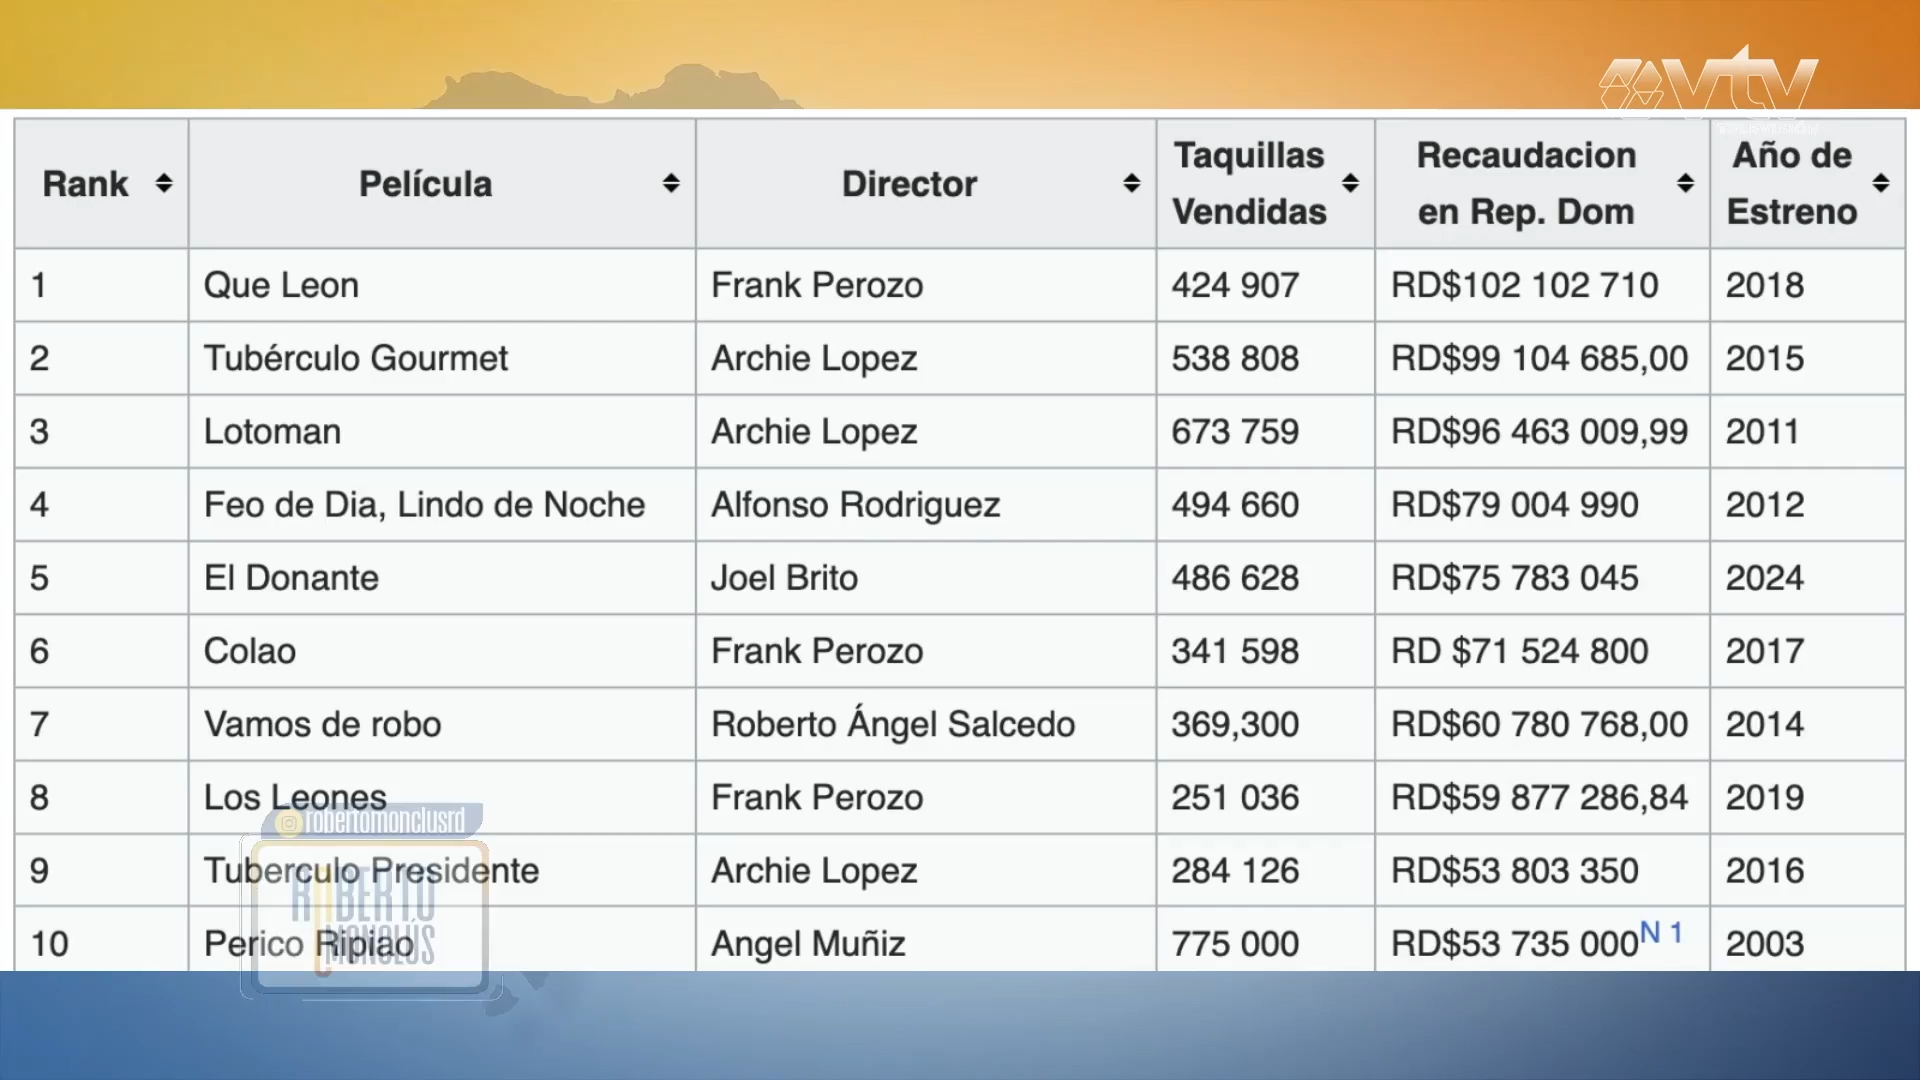 vtv
Rank Película Director Taquillas Vendidas Recaudacion en Rep. Dom Año de Estreno
1 Que Leon Frank Perozo 424 907 RD$102 102 710 2018
2 Tubérculo Gourmet Archie Lopez 538 808 RD$99 104 685,00 2015
3 Lotoman Archie Lopez 673 759 RD$96 463 009,99 2011
4 Feo de Dia, Lindo de Noche Alfonso Rodriguez 494 660 RD$79 004 990 2012
5 El Donante Joel Brito 486 628 RD$75 783 045 2024
6 Colao Frank Perozo 341 598 RD $71 524 800 2017
7 Vamos de robo Roberto Ángel Salcedo 369,300 RD$60 780 768,00 2014
8 Los Leones Frank Perozo 251 036 RD$59 877 286,84 2019
robertomonclusrd
9 Tuberculo Presidente Archie Lopez 284 126 RD$53 803 350 2016
ROBERTO
MONCLÚS
10 Perico Ripiao Angel Muñiz 775 000 RD$53 735 000 N 1 2003